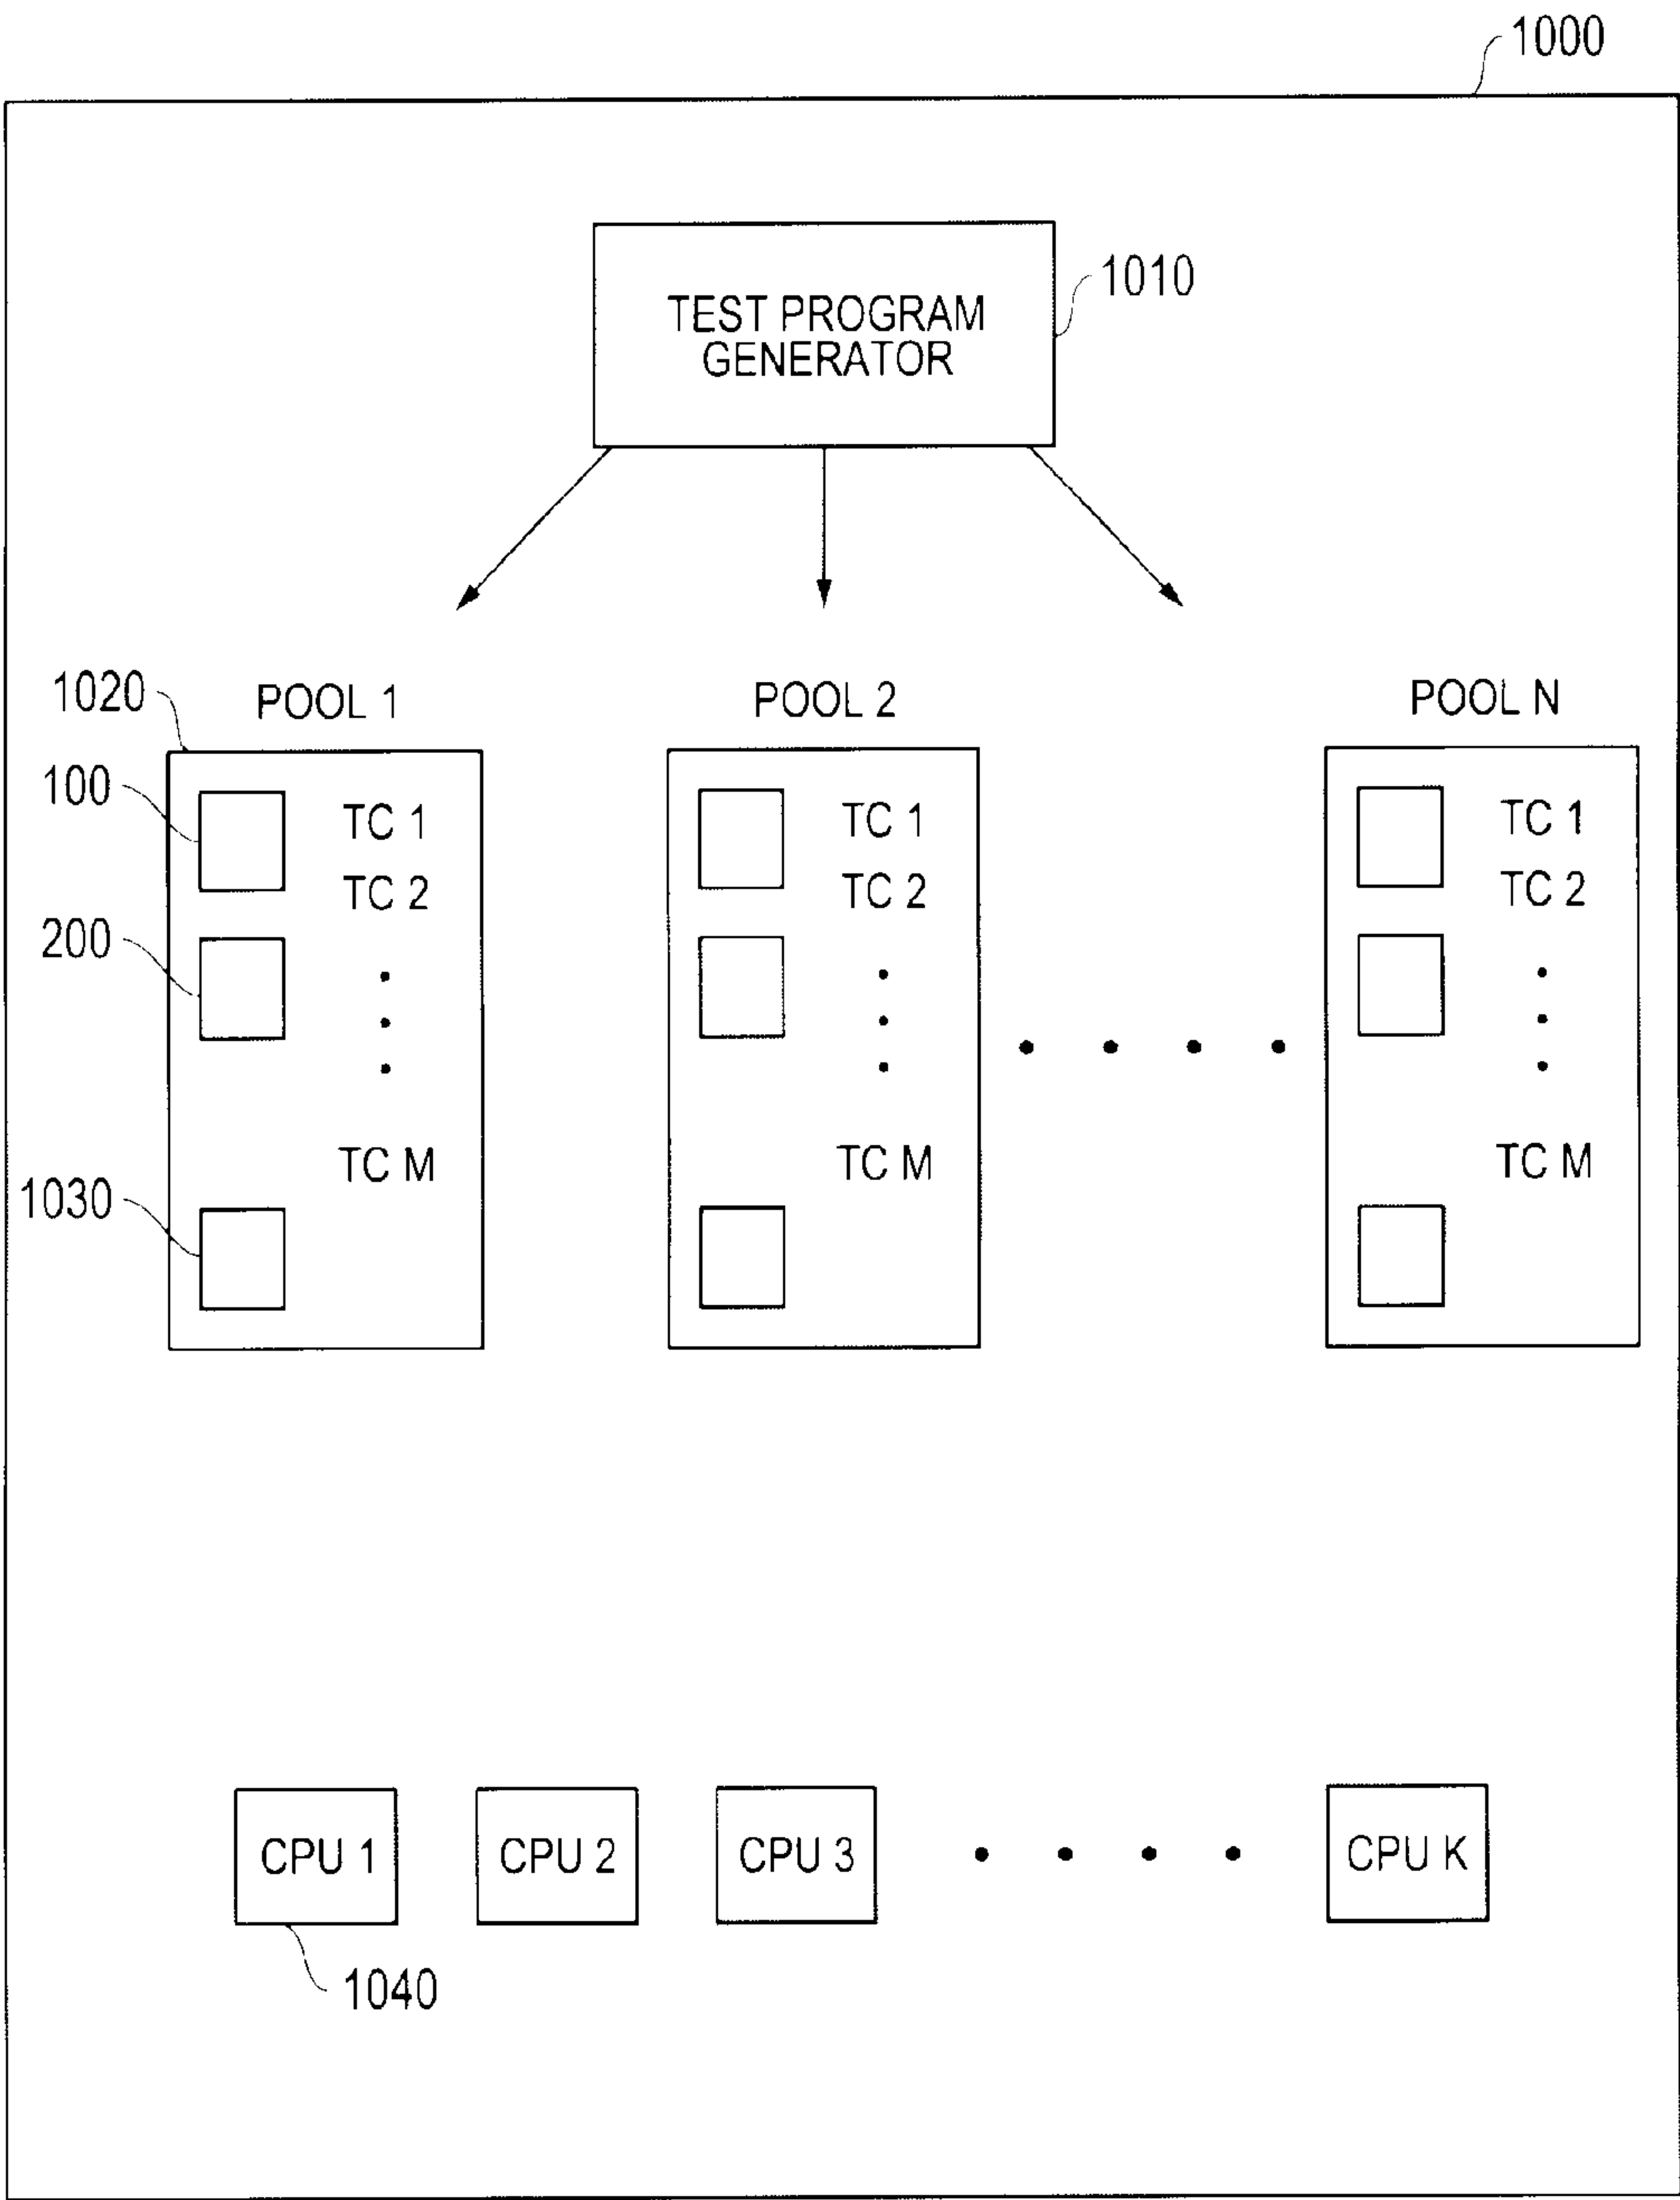 1000
TEST PROGRAM
GENERATOR
1010
1020
POOL 1
POOL 2
POOL N
100
TC 1
TC 2
200
TC M
1030
TC 1
TC 2
TC M
TC 1
TC 2
TC M
CPU 1
CPU 2
CPU 3
CPU K
1040